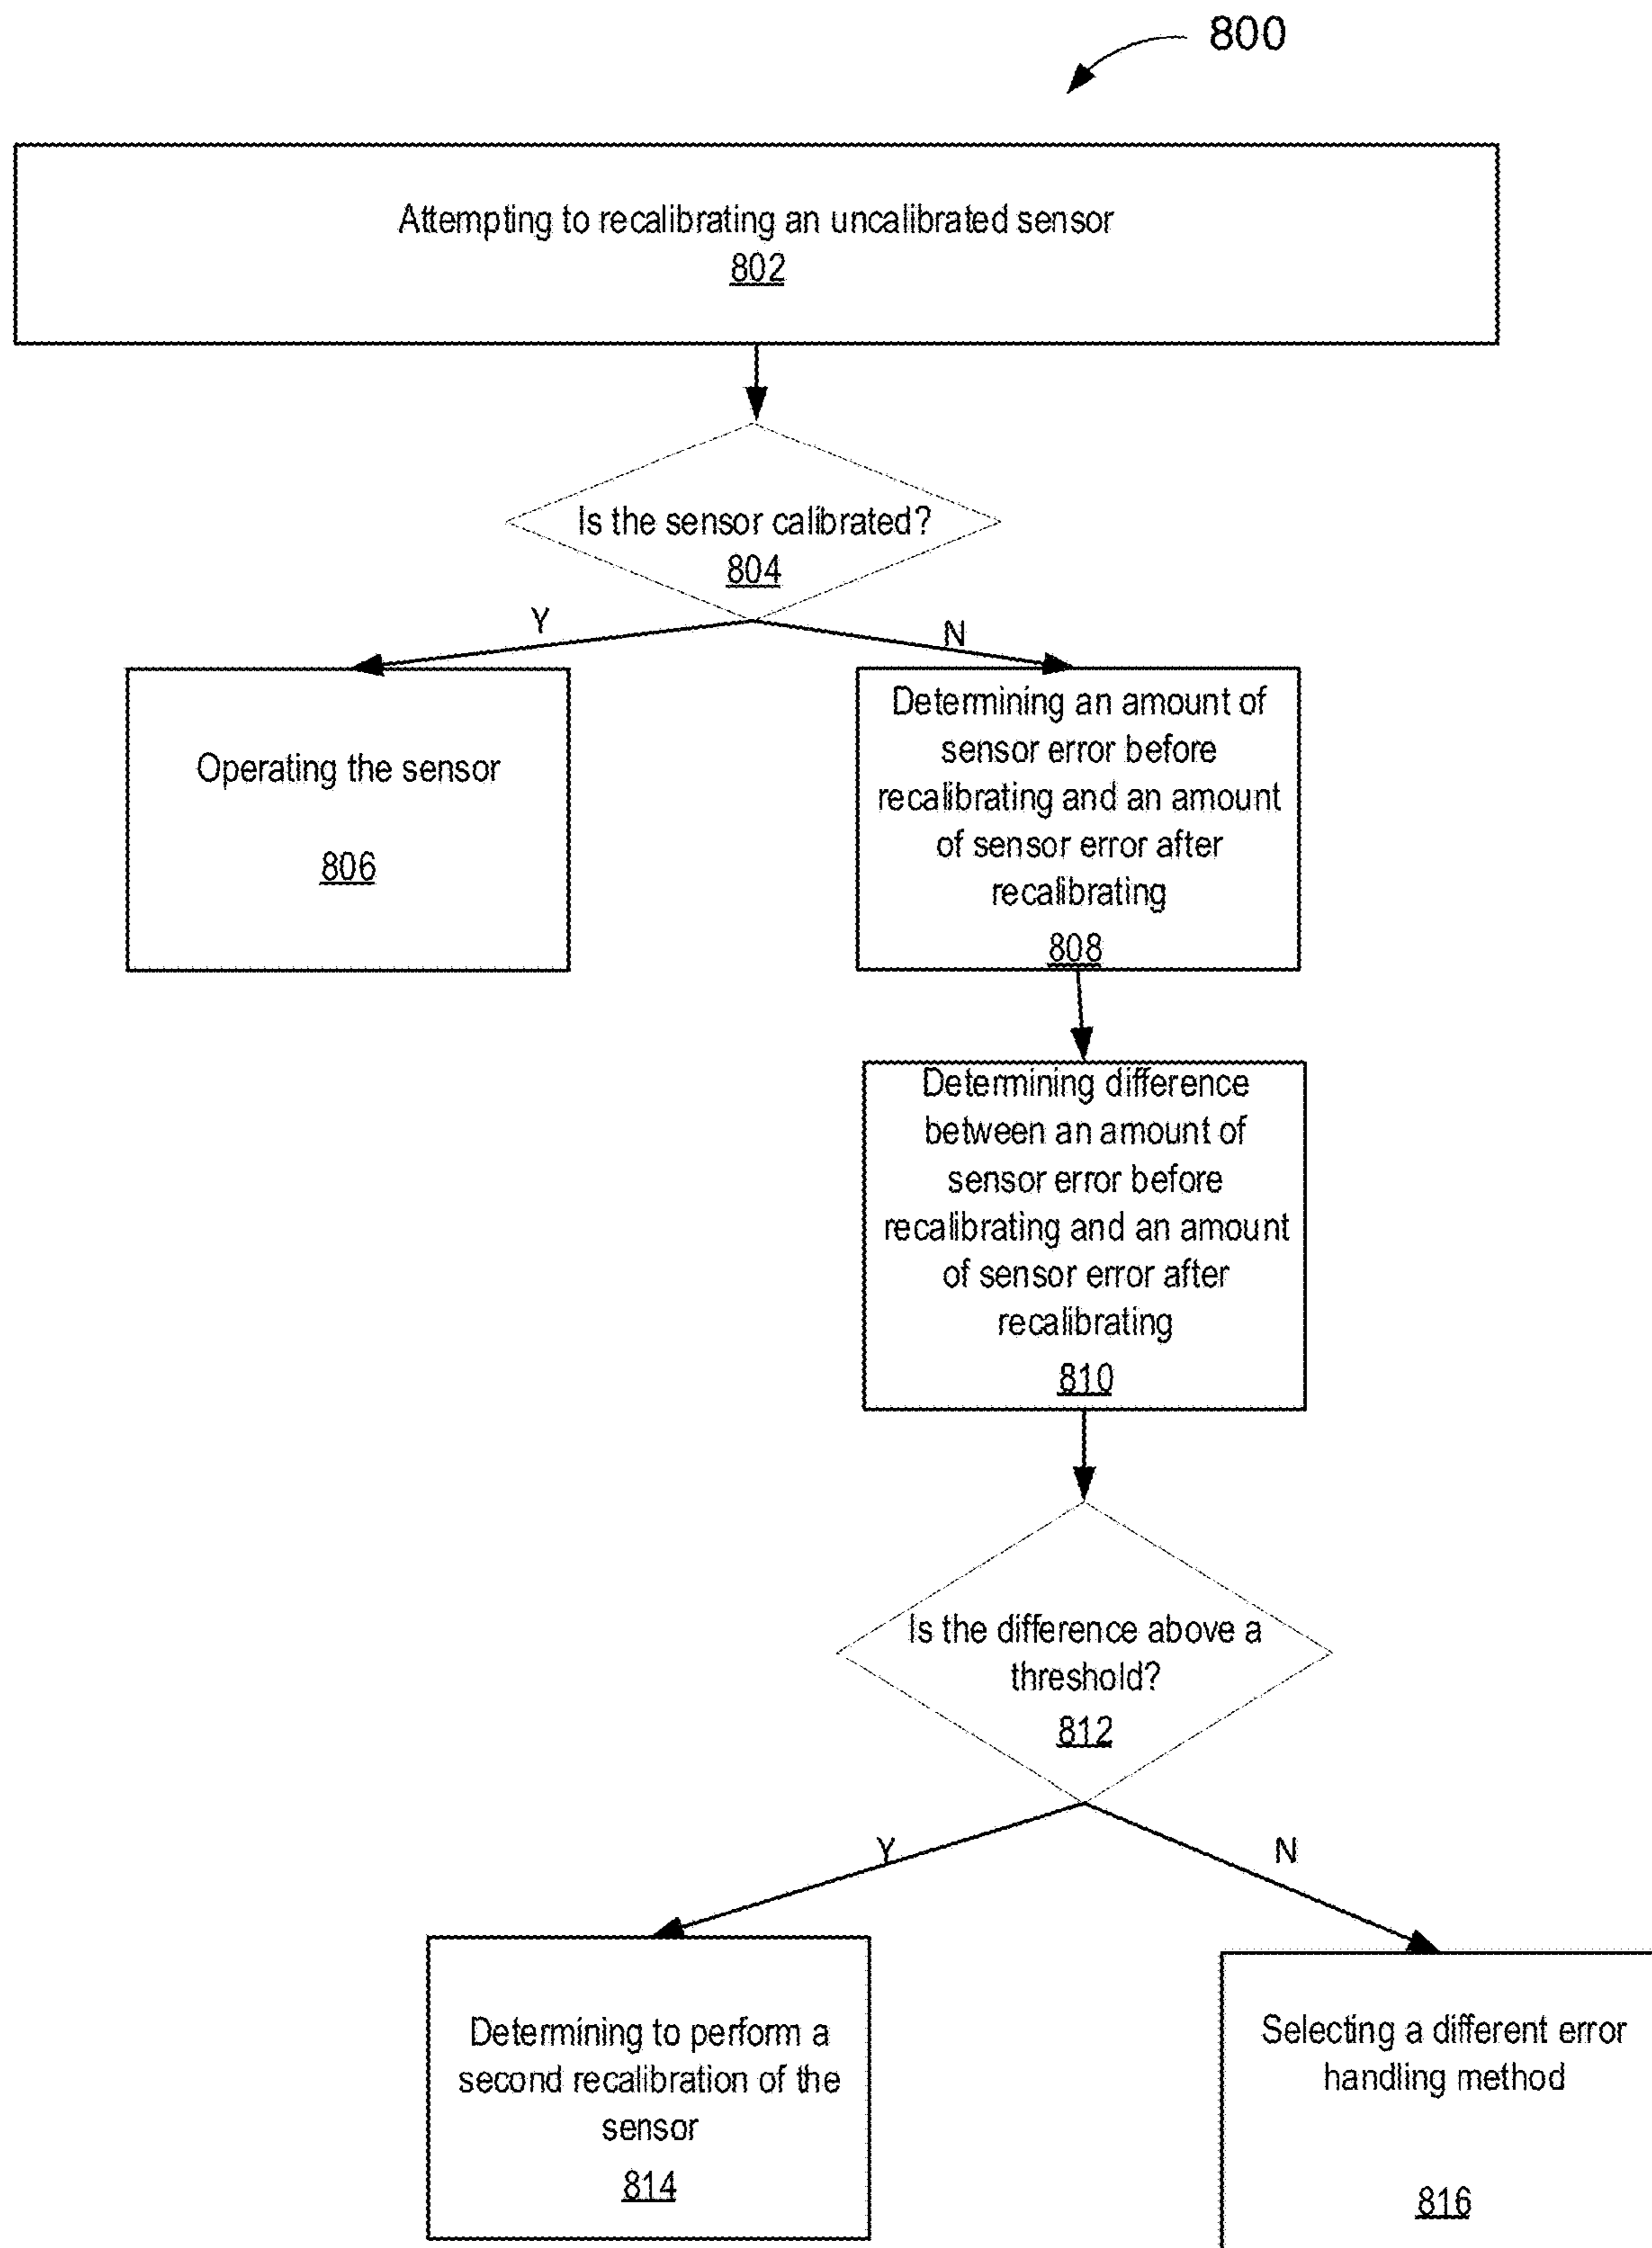 800
Attempting to recalibrating an uncalibrated sensor
802
Is the sensor calibrated?
804
Y
N
Operating the sensor
806
Determining an amount of
sensor error before
recalibrating and an amount
of sensor error after
recalibrating
808
Determining difference
between an amount of
sensor error before
recalibrating and an amount
of sensor error after
recalibrating
810
Is the difference above a
threshold?
812
Y
N
Determining to perform a
second recalibration of the
sensor
814
Selecting a different error
handling method
816